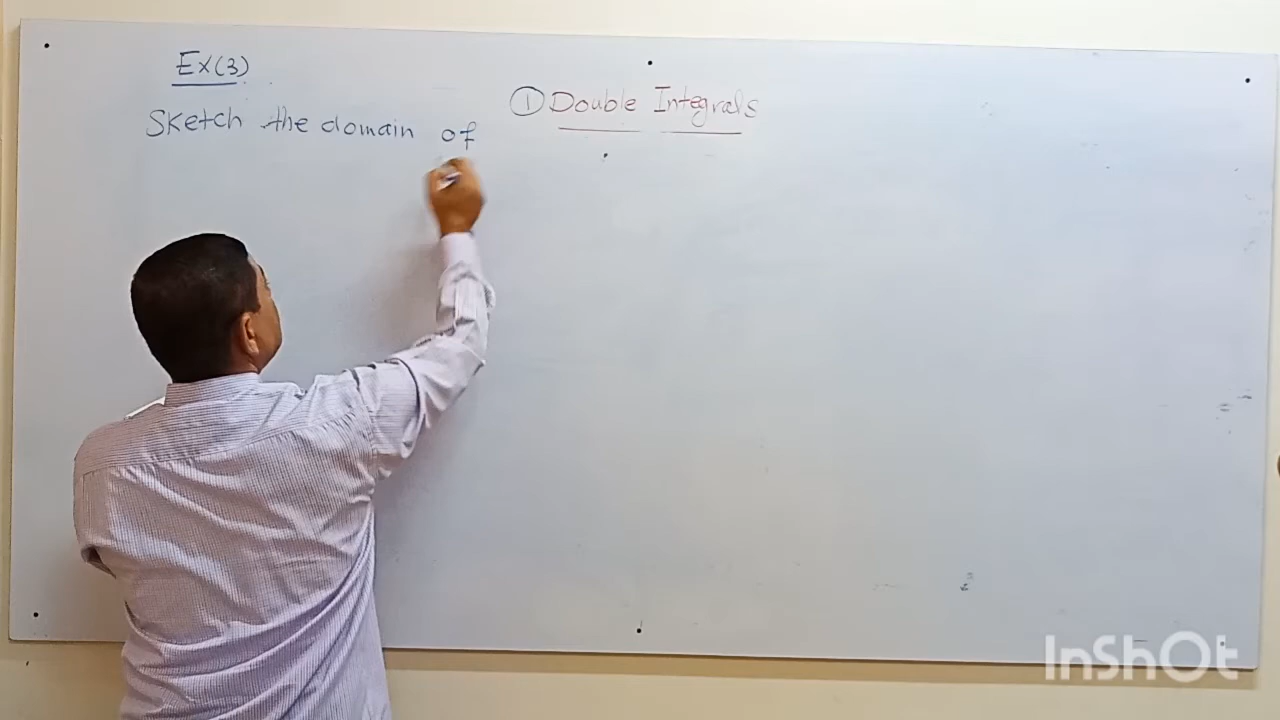 Ex(3)
① Double Integrals
Sketch the domain of
InShOt